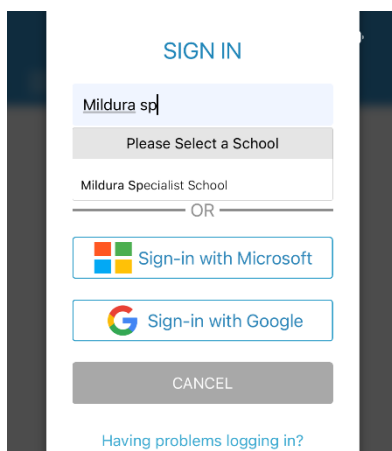 SIGN IN
Mildura sp
Please Select a School
Mildura Specialist School
OR
Sign-in with Microsoft
Sign-in with Google
CANCEL
Having problems logging in?